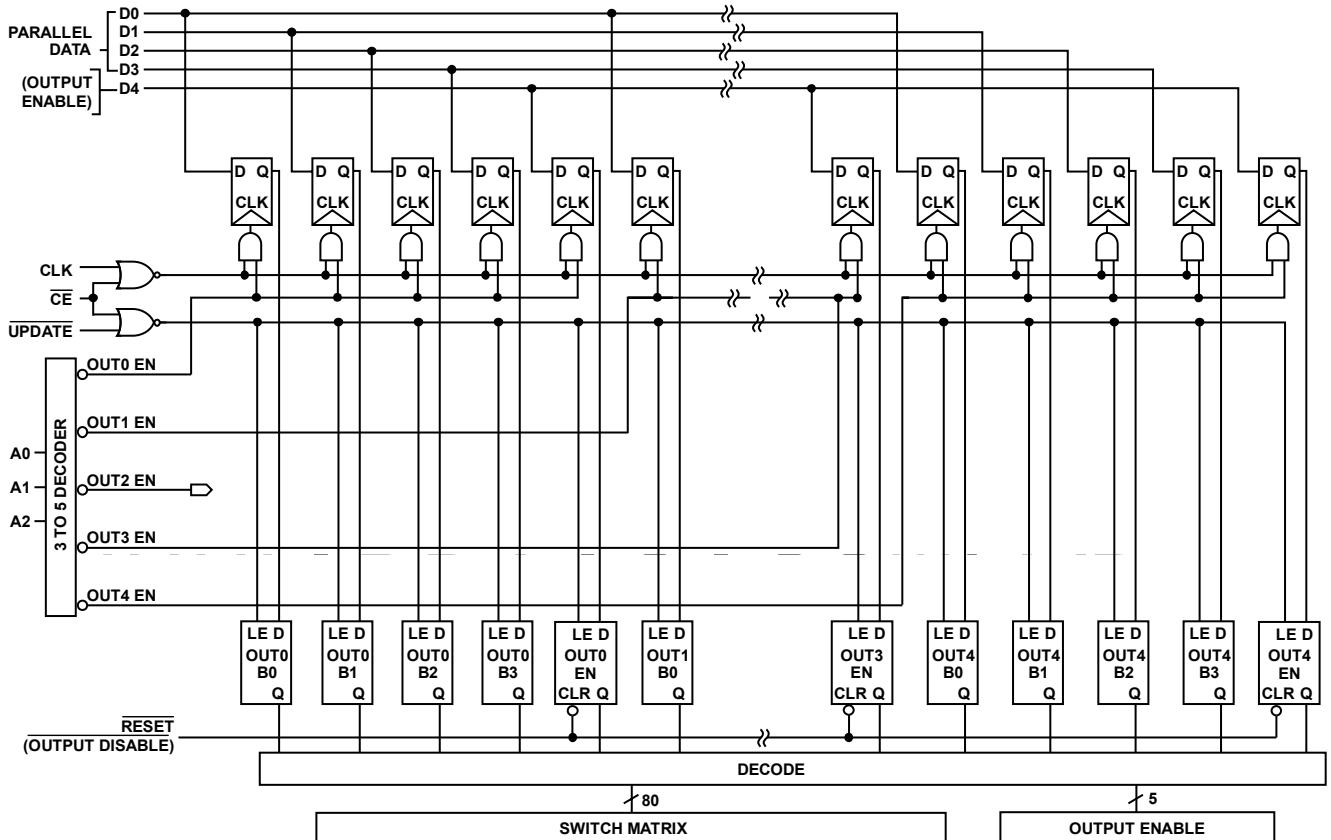 PARALLEL DATA
D0
D1
D2
D3
(OUTPUT ENABLE)
D4
D Q D Q D Q D Q D Q D Q D Q D Q D Q D Q D Q D Q
CLK CLK CLK CLK CLK CLK CLK CLK CLK CLK CLK CLK
CLK
CE
UPDATE
3 TO 5 DECODER
A0
A1
A2
OUT0 EN
OUT1 EN
OUT2 EN
OUT3 EN
OUT4 EN
LE D LE D LE D LE D LE D LE D LE D LE D LE D LE D LE D LE D
OUT0 OUT0 OUT0 OUT0 OUT0 OUT1 OUT3 OUT4 OUT4 OUT4 OUT4 OUT4
B0 B1 B2 B3 EN B0 EN B0 B1 B2 B3 EN
Q Q Q Q CLR Q Q CLR Q Q Q Q Q CLR Q
RESET
(OUTPUT DISABLE)
DECODE
80
5
SWITCH MATRIX
OUTPUT ENABLE